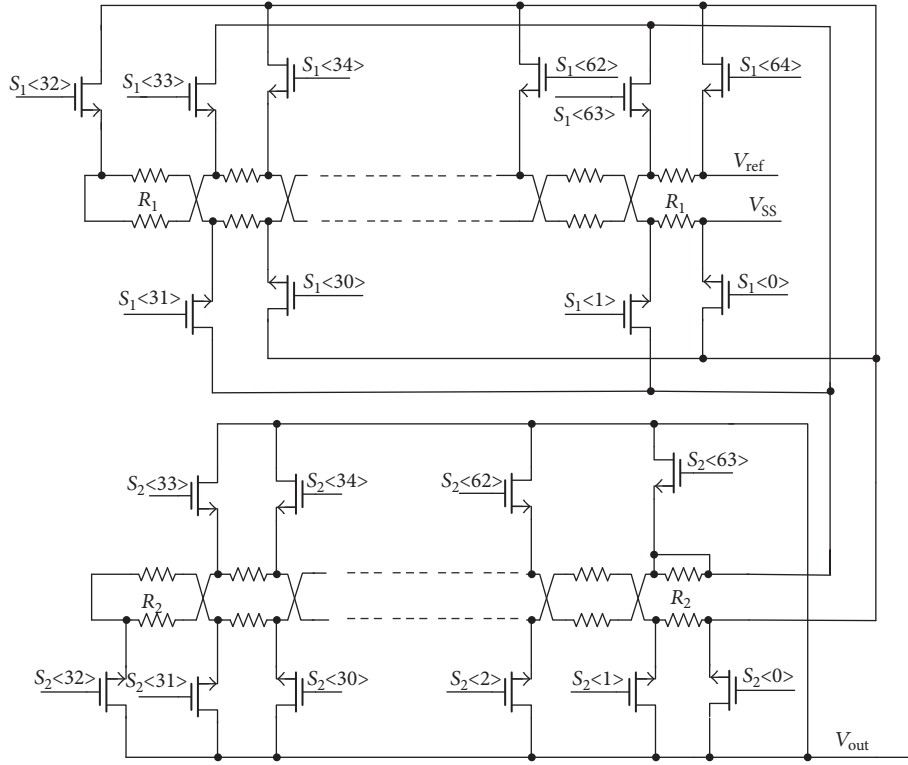 S1<32>
S1<33>
S1<34>
S1<62>
S1<64>
S1<63>
Vref
R1
R1
VSS
S1<31>
S1<30>
S1<1>
S1<0>
S2<33>
S2<34>
S2<62>
S2<63>
R2
R2
S2<32>
S2<31>
S2<30>
S2<2>
S2<1>
S2<0>
Vout